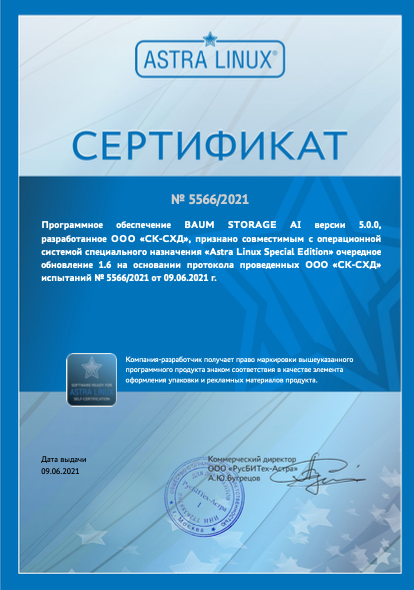 ASTRA LINUX®
СЕРТИФИКАТ
№ 5566/2021
Программное обеспечение BAUM STORAGE AI версии 5.0.0,
разработанное ООО «СК-СХД», признано совместимым с операционной
системой специального назначения «Astra Linux Special Edition» очередное
обновление 1.6 на основании протокола проведенных ООО «СК-СХД»
испытаний № 5566/2021 от 09.06.2021 г.
SOFTWARE READY FOR
ASTRA LINUX
SELF-CERTIFICATION
Компания-разработчик получает право маркировки вышеуказанного
программного продукта знаком соответствия в качестве элемента
оформления упаковки и рекламных материалов продукта.
Дата выдачи
09.06.2021
Коммерческий директор
ООО «РусБИТех-Астра»
А.Ю.Бугрецов
РусБИТех-Астра
Москва